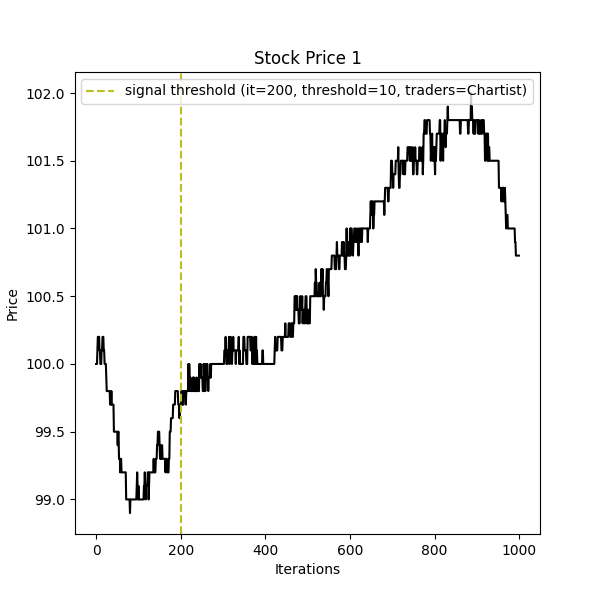 Stock Price 1
signal threshold (it=200, threshold=10, traders=Chartist)
102.0
101.5
101.0
100.5
100.0
99.5
99.0
Price
0 200 400 600 800 1000
Iterations